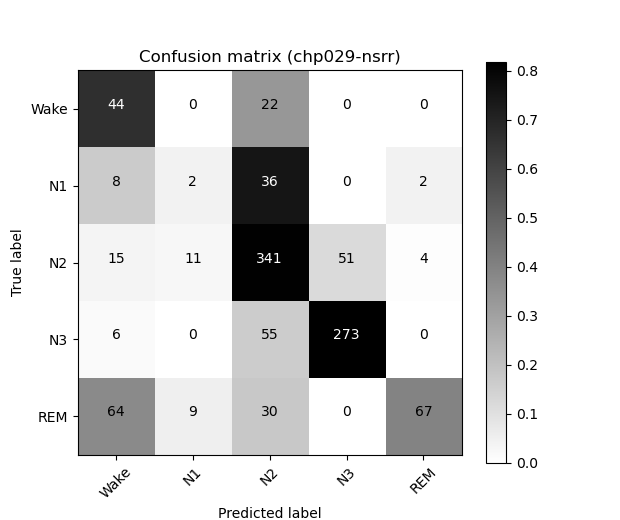 Confusion matrix (chp029-nsrr)
Wake 44 0 22 0 0
N1 8 2 36 0 2
N2 15 11 341 51 4
N3 6 0 55 273 0
REM 64 9 30 0 67
Wake N1 N2 N3 REM
Predicted label
True label
0.8
0.7
0.6
0.5
0.4
0.3
0.2
0.1
0.0